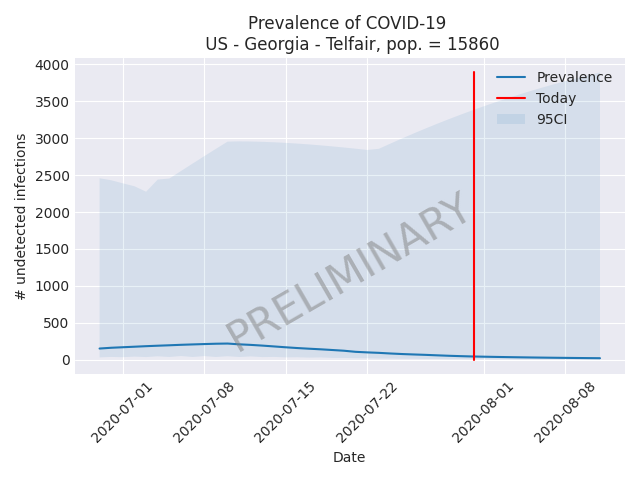 Prevalence of COVID-19
US - Georgia - Telfair, pop. = 15860
4000
3500
3000
2500
2000
1500
1000
500
0
# undetected infections
Prevalence
Today
95CI
PRELIMINARY
2020-07-01
2020-07-08
2020-07-15
2020-07-22
2020-08-01
2020-08-08
Date